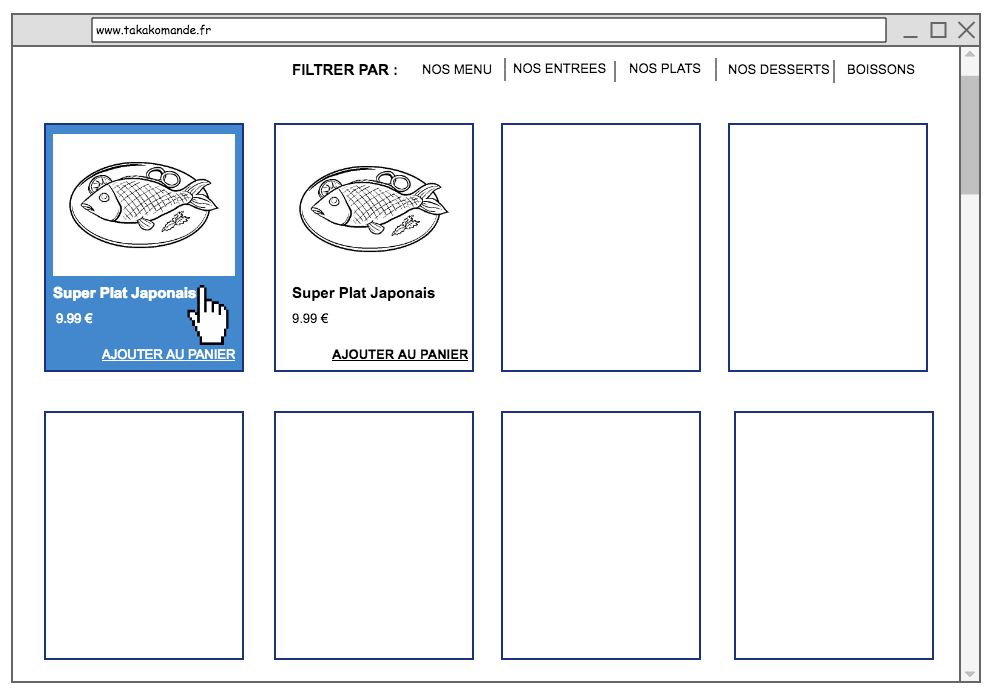 www.takakomande.fr
FILTRER PAR : NOS MENU NOS ENTREES NOS PLATS NOS DESSERTS BOISSONS
Super Plat Japonais
9.99 €
AJOUTER AU PANIER
Super Plat Japonais
9.99 €
AJOUTER AU PANIER